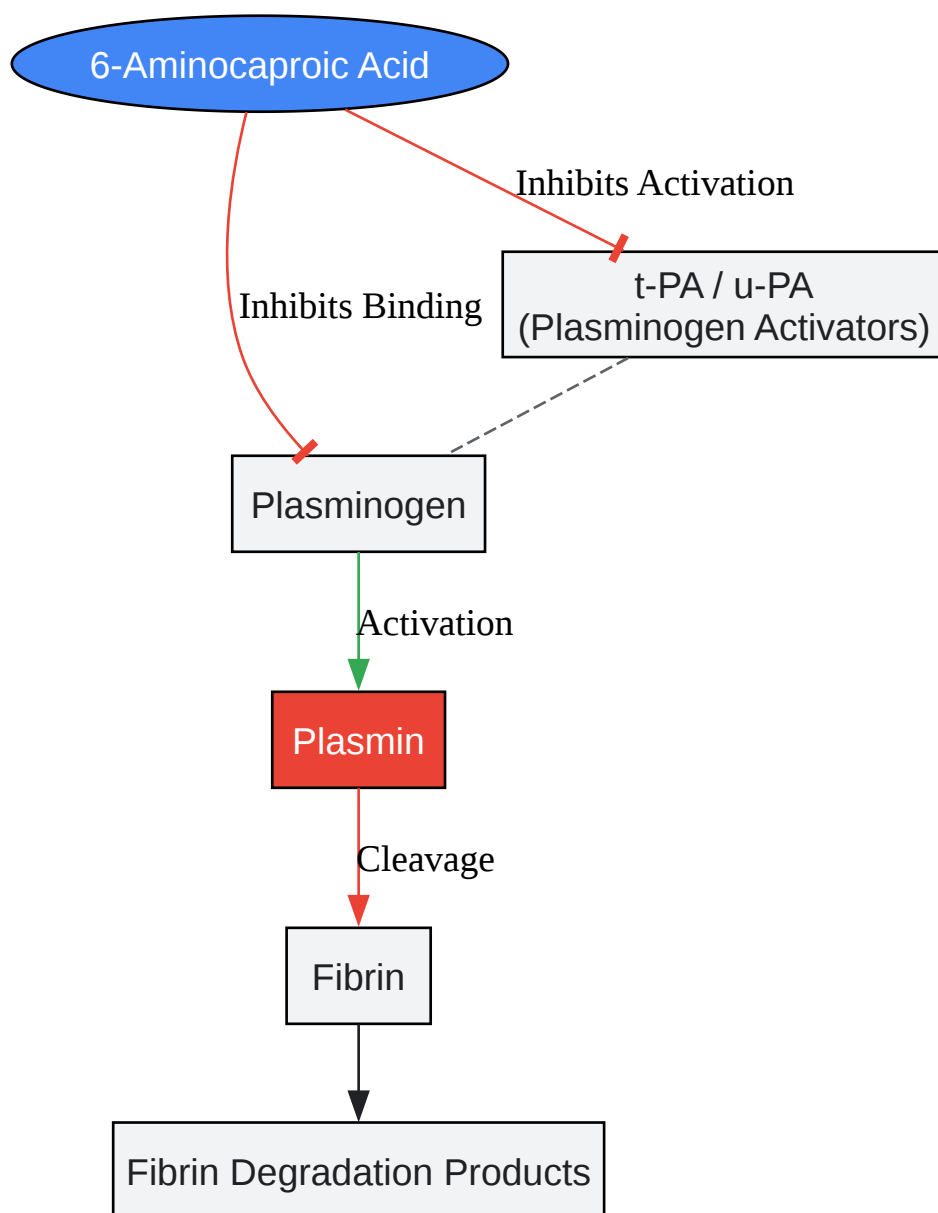 6-Aminocaproic Acid
Inhibits Activation
t-PA / u-PA
(Plasminogen Activators)
Inhibits Binding
Plasminogen
Activation
Plasmin
Cleavage
Fibrin
Fibrin Degradation Products